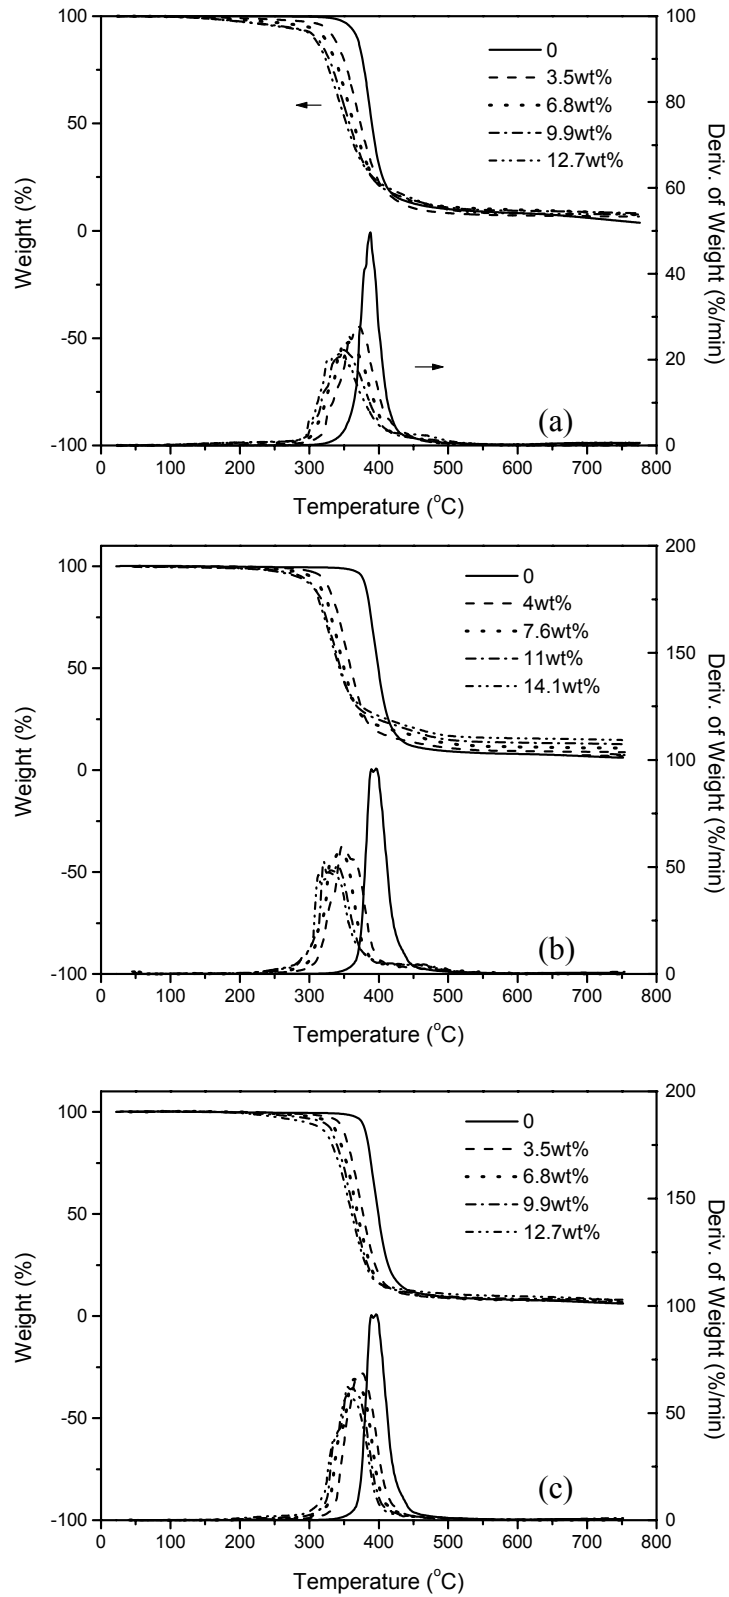 100
50
0
-50
-100
Weight (%)
100
80
60
40
20
0
Deriv. of Weight (%/min)
0
3.5wt%
6.8wt%
9.9wt%
12.7wt%
(a)
0 100 200 300 400 500 600 700 800
Temperature (°C)
100
50
0
-50
-100
Weight (%)
200
150
100
50
0
Deriv. of Weight (%/min)
0
4wt%
7.6wt%
11wt%
14.1wt%
(b)
0 100 200 300 400 500 600 700 800
Temperature (°C)
100
50
0
-50
-100
Weight (%)
200
150
100
50
0
Deriv. of Weight (%/min)
0
3.5wt%
6.8wt%
9.9wt%
12.7wt%
(c)
0 100 200 300 400 500 600 700 800
Temperature (°C)